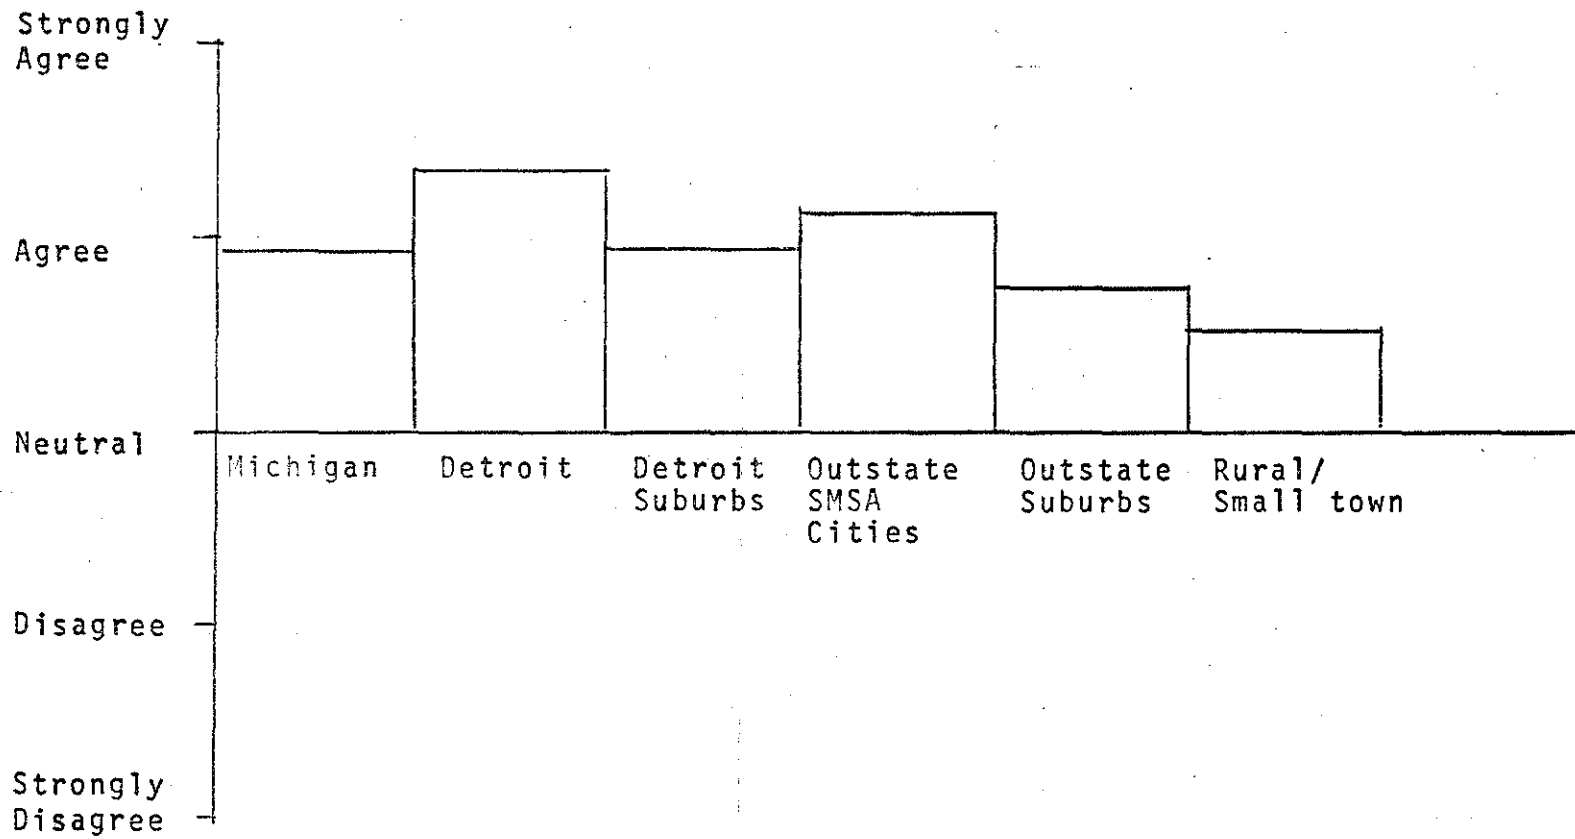 Strongly
Agree
Agree
Neutral
Michigan
Detroit
Detroit
Suburbs
Outstate
SMSA
Cities
Outstate
Suburbs
Rural/
Small town
Disagree
Strongly
Disagree